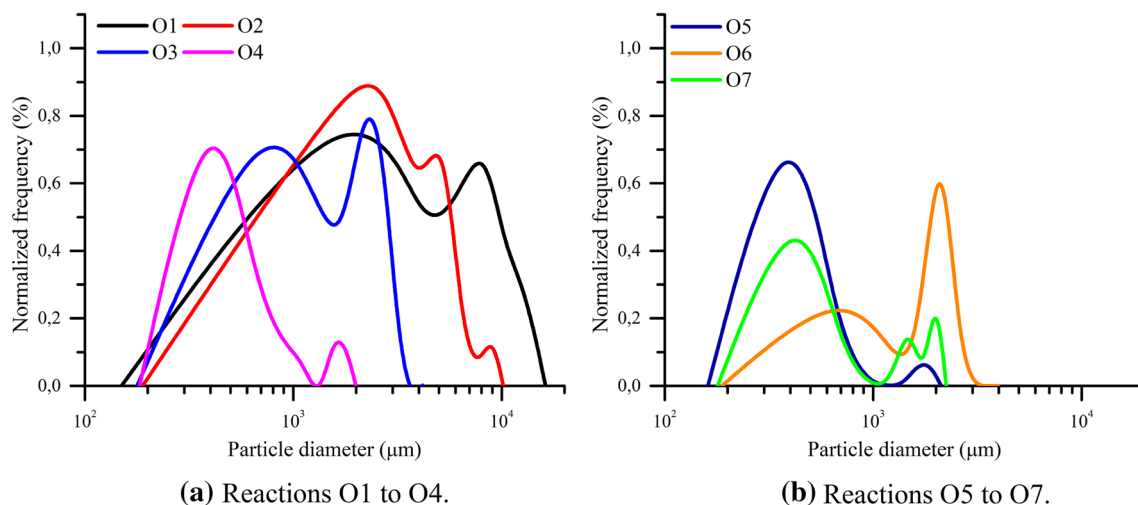 O1 O2
O3 O4
1,0
0,8
0,6
0,4
0,2
0,0
Normalized frequency (%)
10² 10³ 10⁴
Particle diameter (μm)
(a) Reactions O1 to O4.
O5
O6
O7
1,0
0,8
0,6
0,4
0,2
0,0
Normalized frequency (%)
10² 10³ 10⁴
Particle diameter (μm)
(b) Reactions O5 to O7.